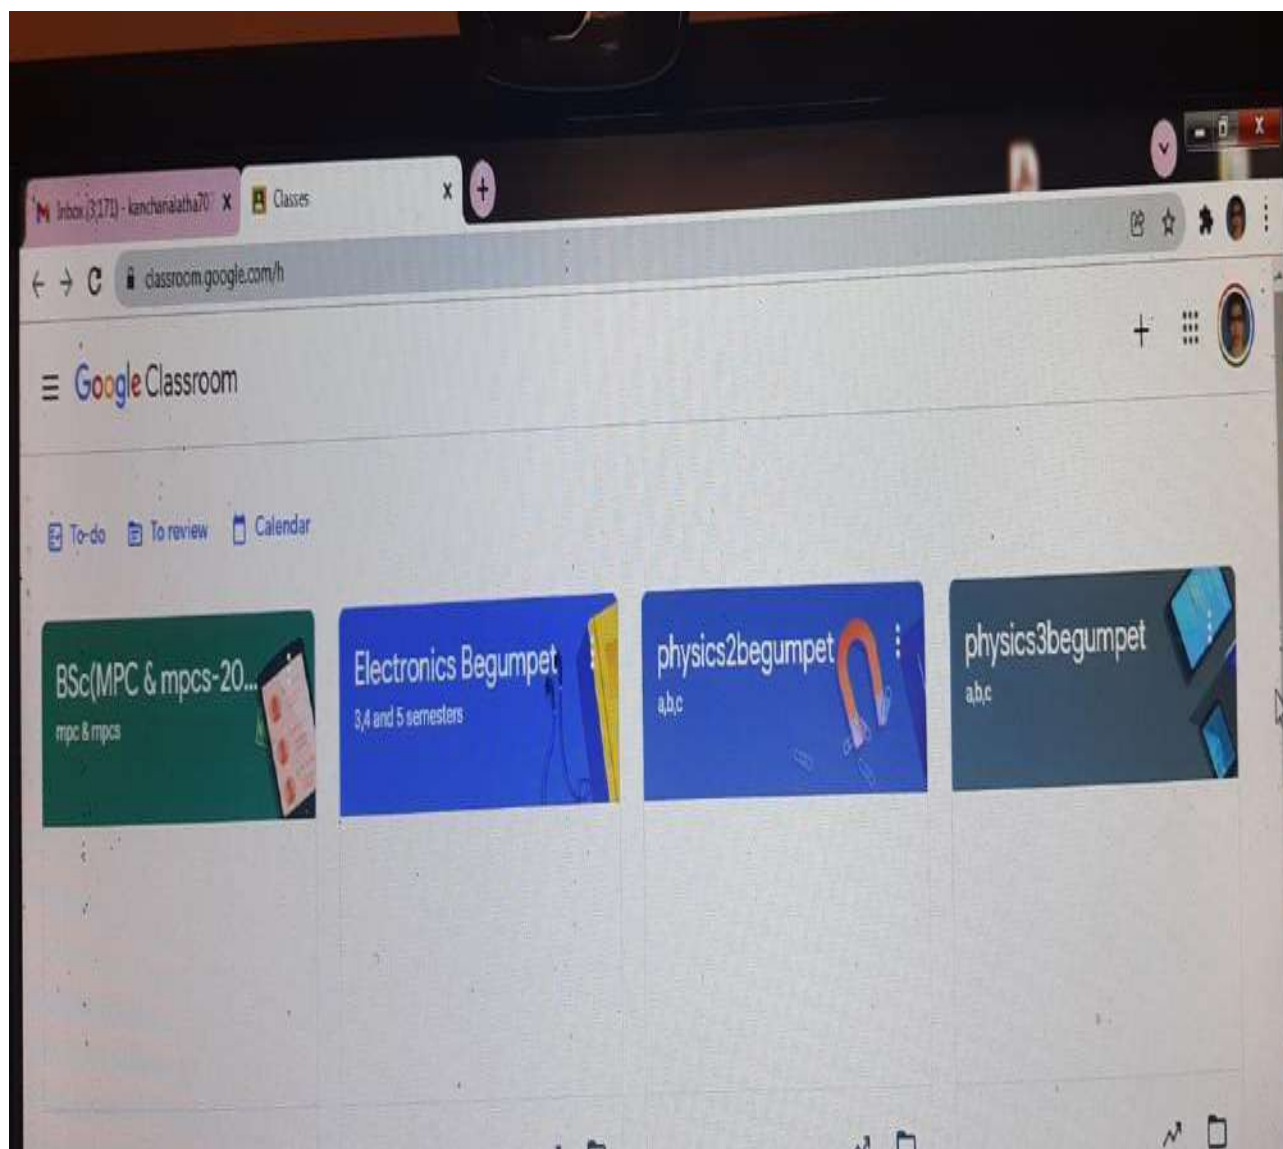 Inbox (3,171) - kanchanalatha70
Classes
classroom.google.com/h
Google Classroom
To-do To review Calendar
BSc(MPC & mpcs-20...
mpc & mpcs
Electronics Begumpet
3,4 and 5 semesters
physics2begumpet
a,b,c
physics3begumpet
a,b,c